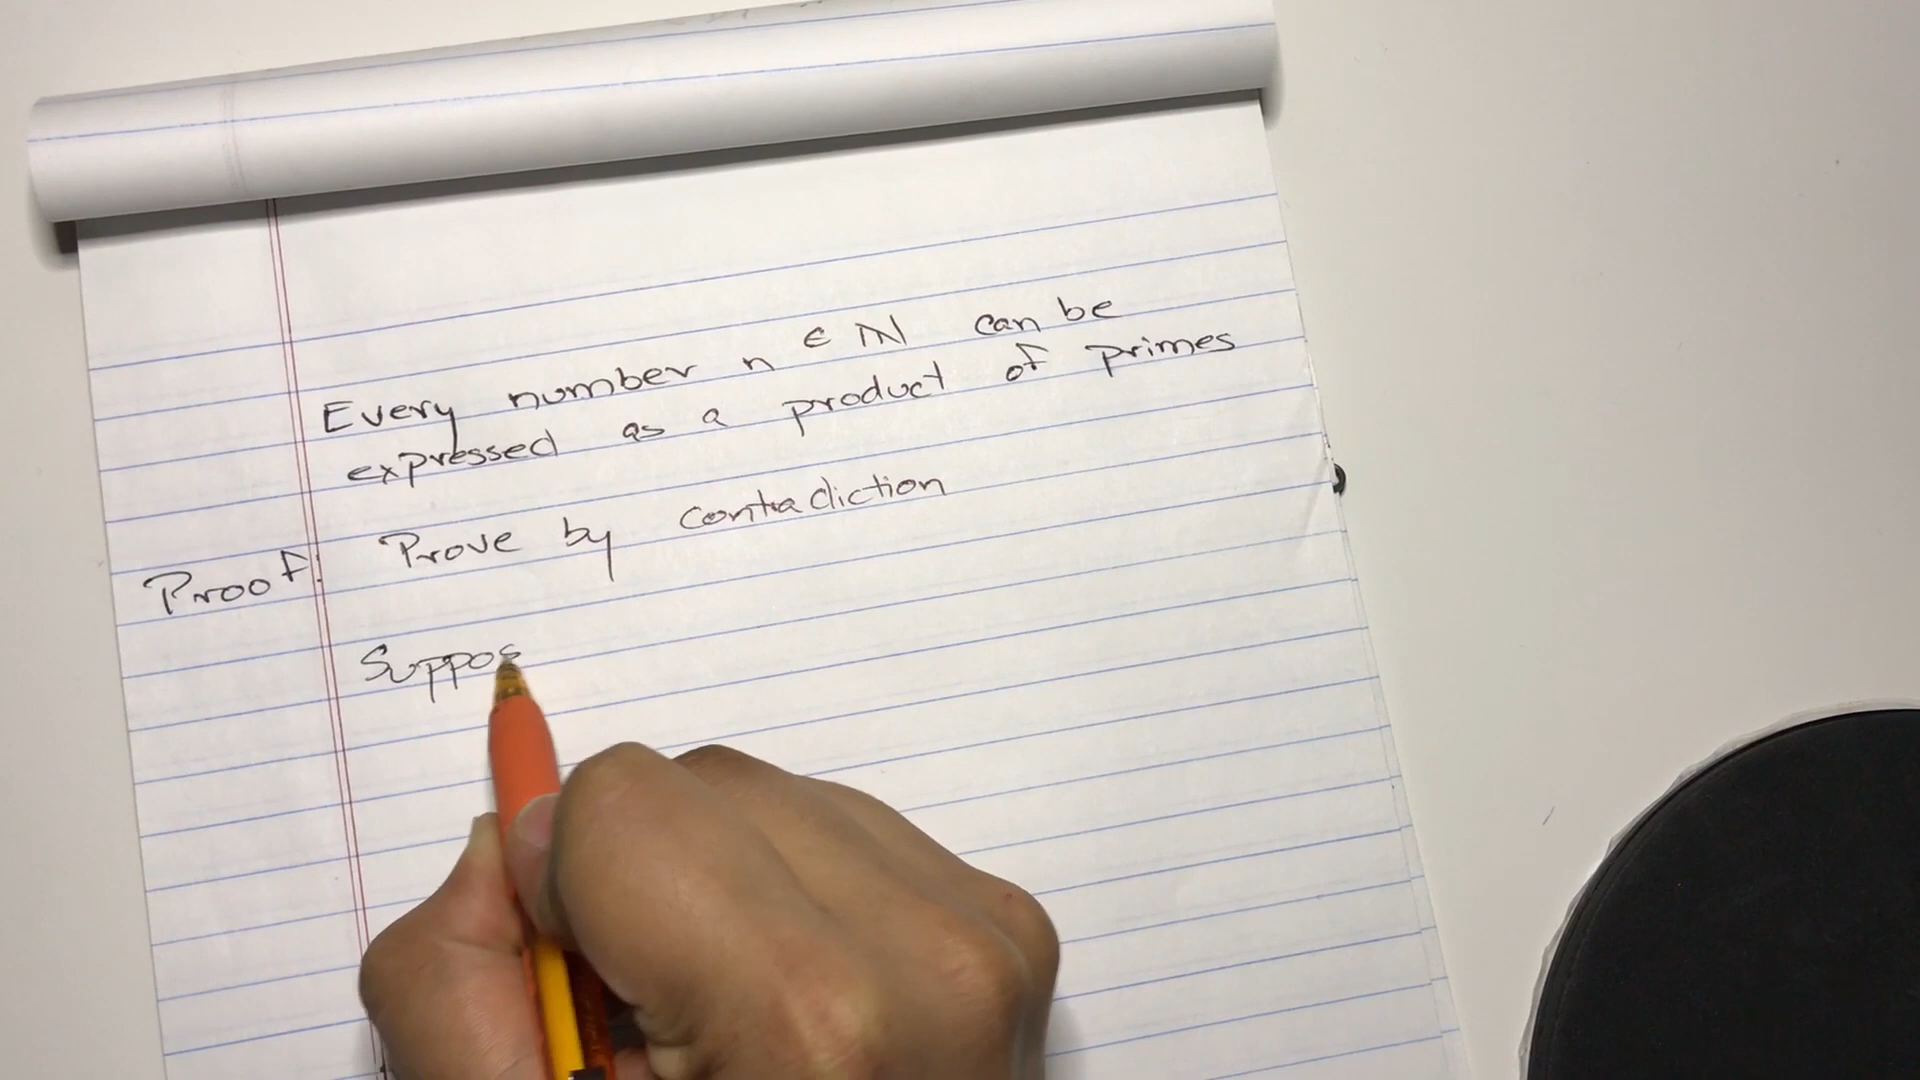 Every number n ∈ ℕ can be
expressed as a product of primes
Proof: Prove by contradiction
Suppos